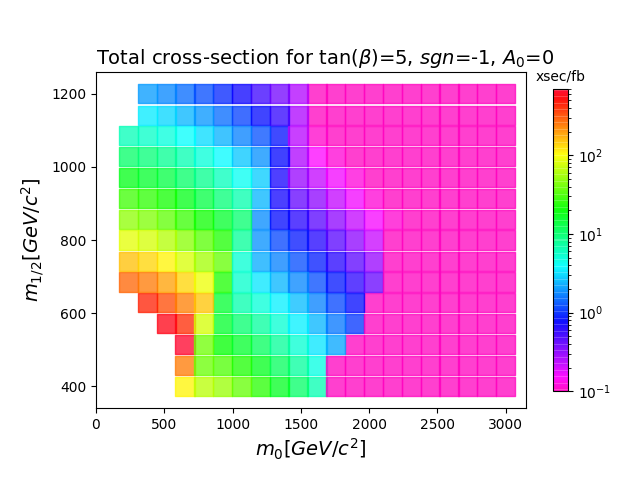 Total cross-section for tan(β)=5, sgn=-1, A₀=0
xsec/fb
m₁/₂[GeV/c²]
1200
1000
800
600
400
10²
10¹
10⁰
10⁻¹
0 500 1000 1500 2000 2500 3000
m₀[GeV/c²]